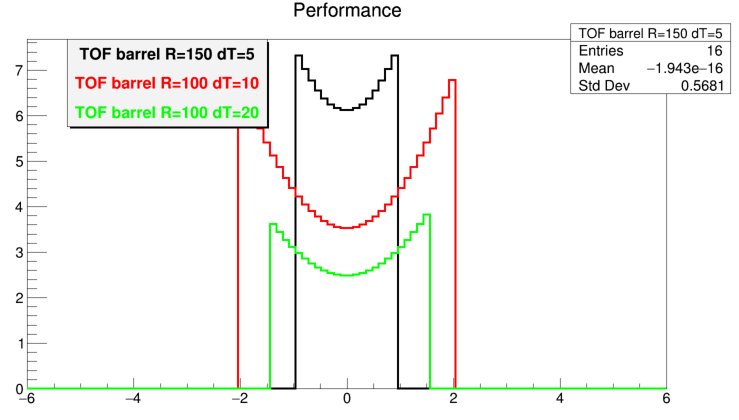 Performance
TOF barrel R=150 dT=5
Entries 16
Mean −1.943e−16
Std Dev 0.5681
TOF barrel R=150 dT=5
TOF barrel R=100 dT=10
TOF barrel R=100 dT=20
7
6
5
4
3
2
1
0
−6 −4 −2 0 2 4 6